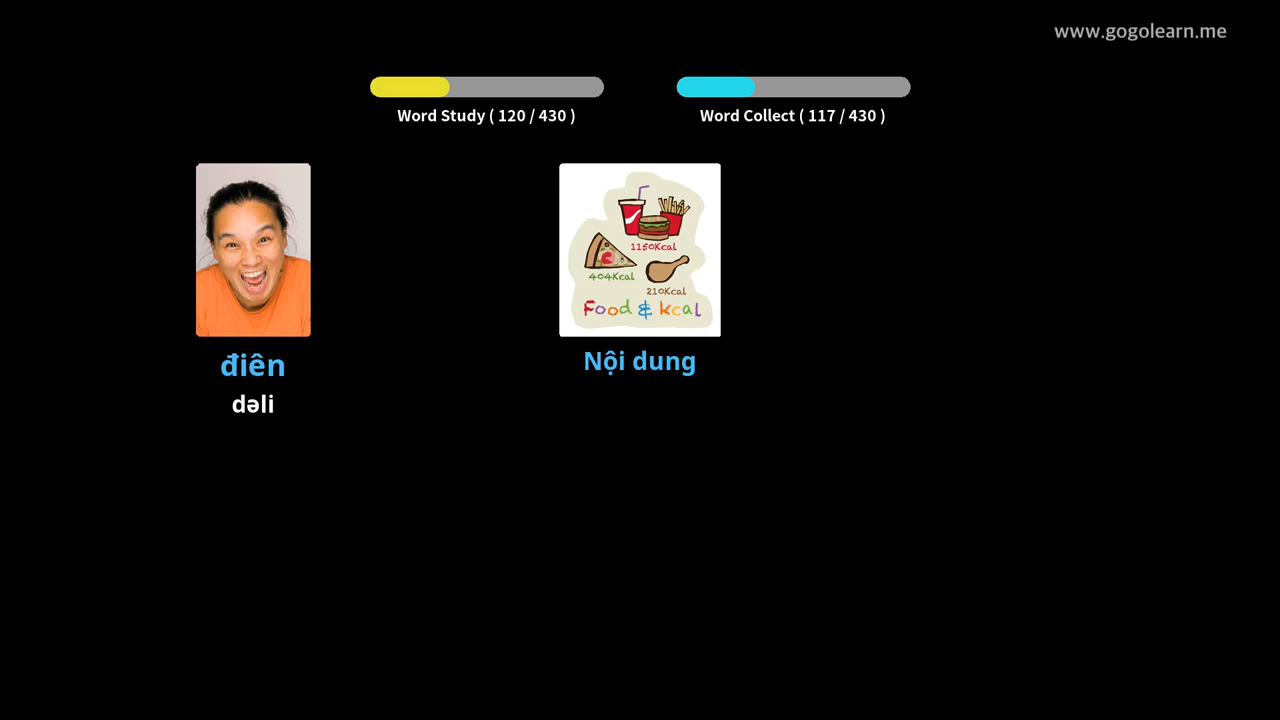 www.gogolearn.me
Word Study ( 120 / 430 )
Word Collect ( 117 / 430 )
1150Kcal
404Kcal
210Kcal
Food & kcal
điên
Nội dung
dəli